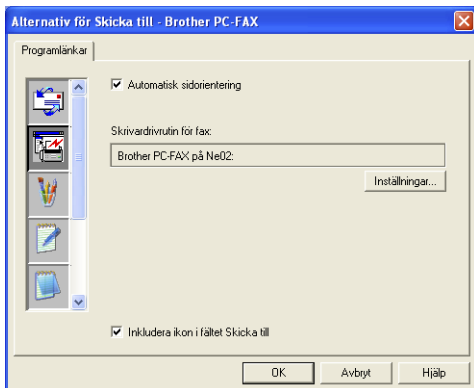 Alternativ för Skicka till - Brother PC-FAX
Programlänkar
Automatisk sidorientering
Skrivardrivrutin för fax:
Brother PC-FAX på Ne02:
Inställningar...
Inkludera ikon i fältet Skicka till
OK Avbryt Hjälp